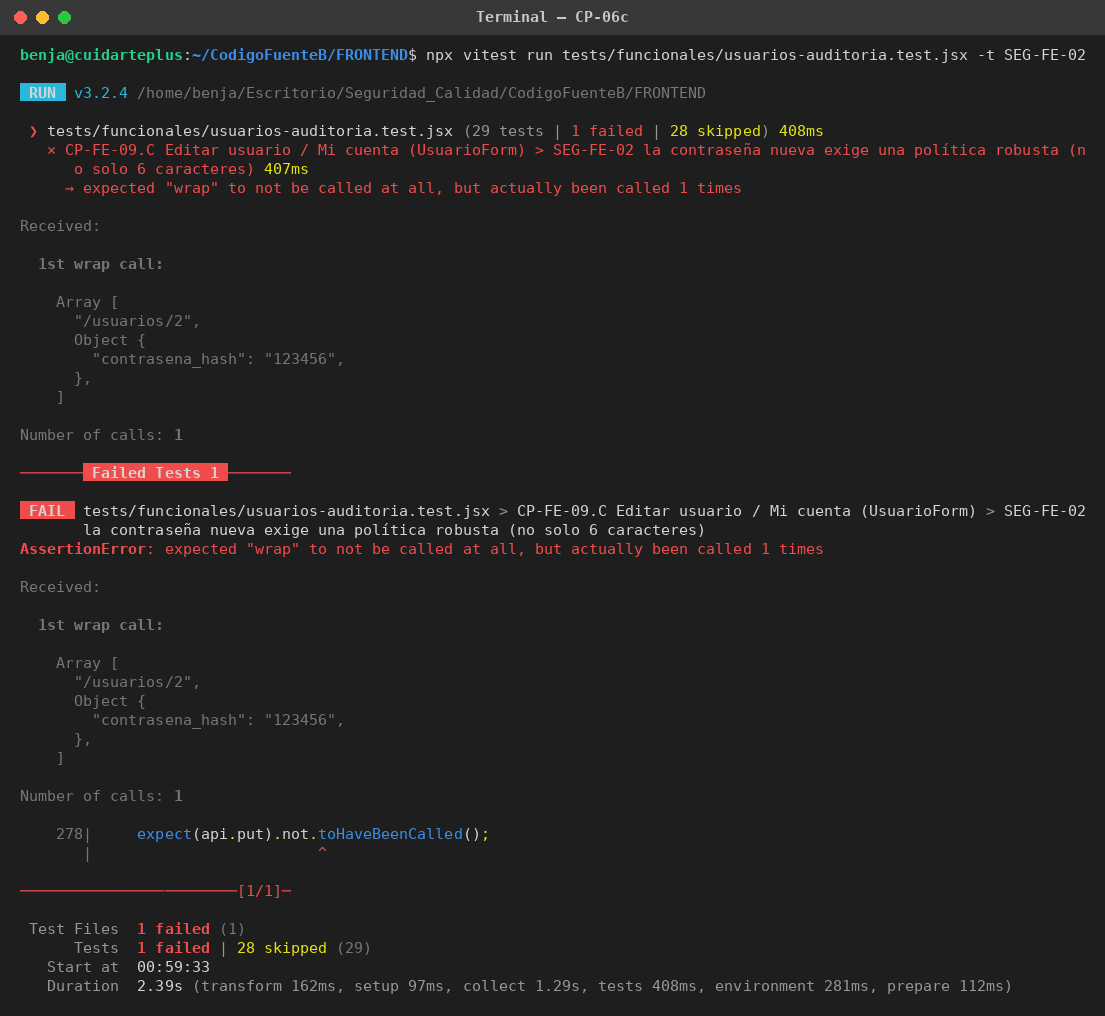 Terminal — CP-06c
benja@cuidarteplus:~/CodigoFuenteB/FRONTEND$ npx vitest run tests/funcionales/usuarios-auditoria.test.jsx -t SEG-FE-02
RUN v3.2.4 /home/benja/Escritorio/Seguridad_Calidad/CodigoFuenteB/FRONTEND
❯ tests/funcionales/usuarios-auditoria.test.jsx (29 tests | 1 failed | 28 skipped) 408ms
× CP-FE-09.C Editar usuario / Mi cuenta (UsuarioForm) > SEG-FE-02 la contraseña nueva exige una política robusta (n
o solo 6 caracteres) 407ms
→ expected "wrap" to not be called at all, but actually been called 1 times
Received:
1st wrap call:
Array [
"/usuarios/2",
Object {
"contrasena_hash": "123456",
},
]
Number of calls: 1
Failed Tests 1
FAIL tests/funcionales/usuarios-auditoria.test.jsx > CP-FE-09.C Editar usuario / Mi cuenta (UsuarioForm) > SEG-FE-02
la contraseña nueva exige una política robusta (no solo 6 caracteres)
AssertionError: expected "wrap" to not be called at all, but actually been called 1 times
Received:
1st wrap call:
Array [
"/usuarios/2",
Object {
"contrasena_hash": "123456",
},
]
Number of calls: 1
278| expect(api.put).not.toHaveBeenCalled();
| ^
[1/1]
Test Files 1 failed (1)
Tests 1 failed | 28 skipped (29)
Start at 00:59:33
Duration 2.39s (transform 162ms, setup 97ms, collect 1.29s, tests 408ms, environment 281ms, prepare 112ms)